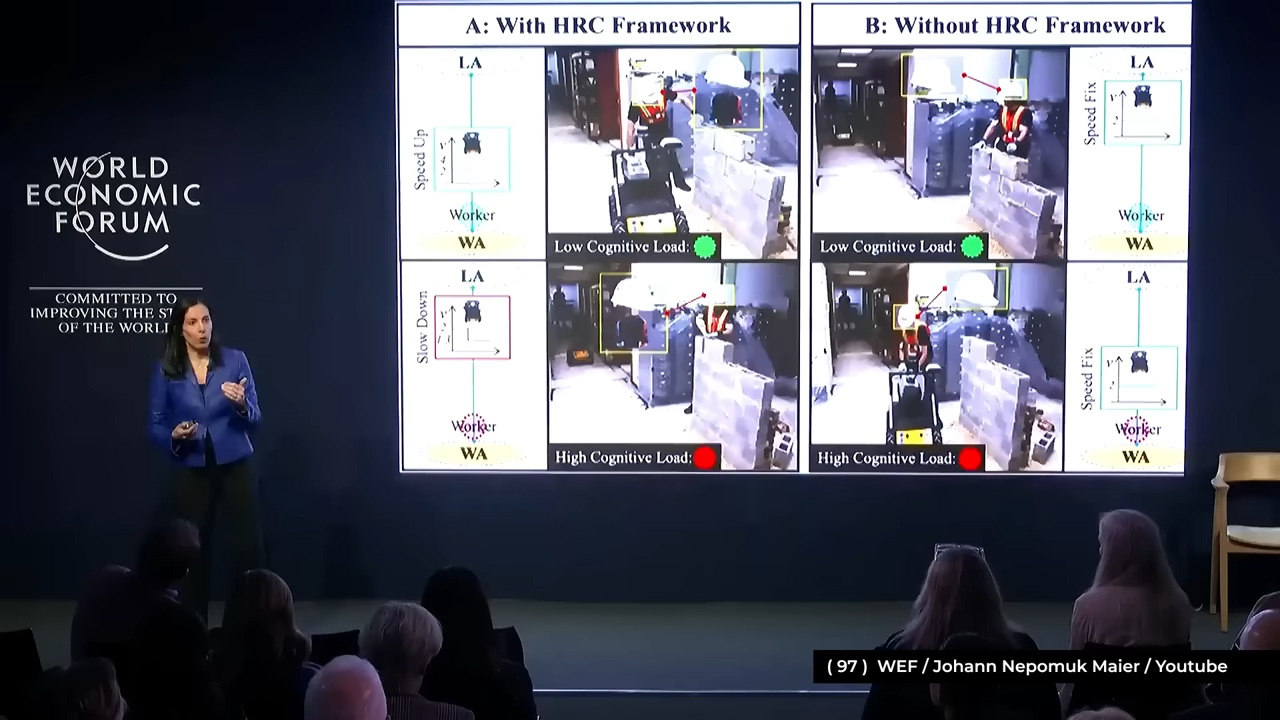 WORLD
ECONOMIC
FORUM
COMMITTED TO
IMPROVING THE
OF THE
A: With HRC Framework
LA
Speed Up
Worker
WA
Low Cognitive Load:
LA
Slow Down
Worker
WA
High Cognitive Load:
B: Without HRC Framework
Low Cognitive Load:
LA
Speed Fix
Worker
WA
High Cognitive Load:
LA
Speed Fix
Worker
WA
( 97 ) WEF / Johann Nepomuk Maier / Youtube